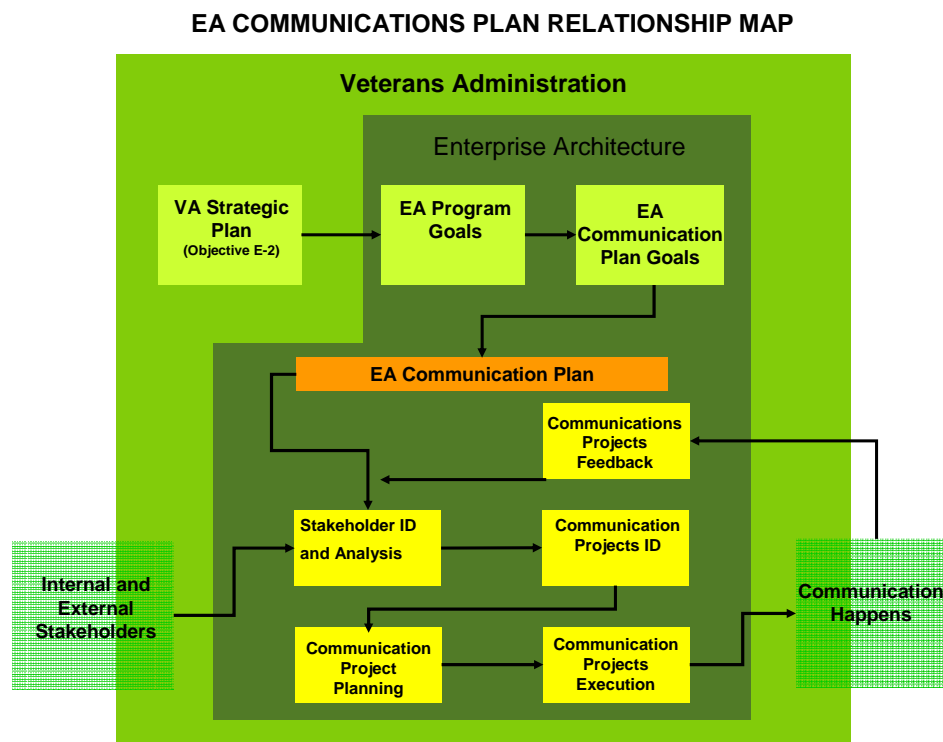 EA COMMUNICATIONS PLAN RELATIONSHIP MAP
Veterans Administration
Enterprise Architecture
VA Strategic
Plan
(Objective E-2)
EA Program
Goals
EA
Communication
Plan Goals
EA Communication Plan
Communications
Projects
Feedback
Stakeholder ID
and Analysis
Communication
Projects ID
Internal and
External
Stakeholders
Communication
Happens
Communication
Project
Planning
Communication
Projects
Execution